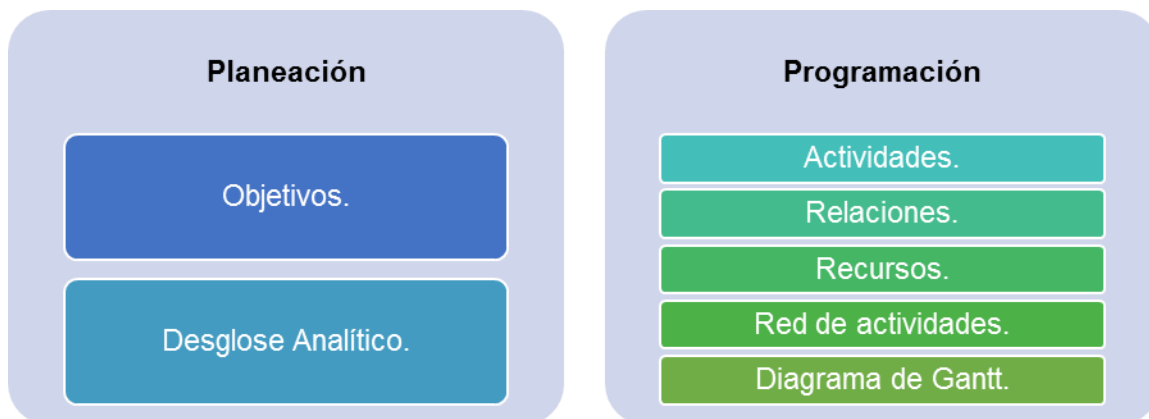 Planeación
Objetivos.
Desglose Analítico.
Programación
Actividades.
Relaciones.
Recursos.
Red de actividades.
Diagrama de Gantt.